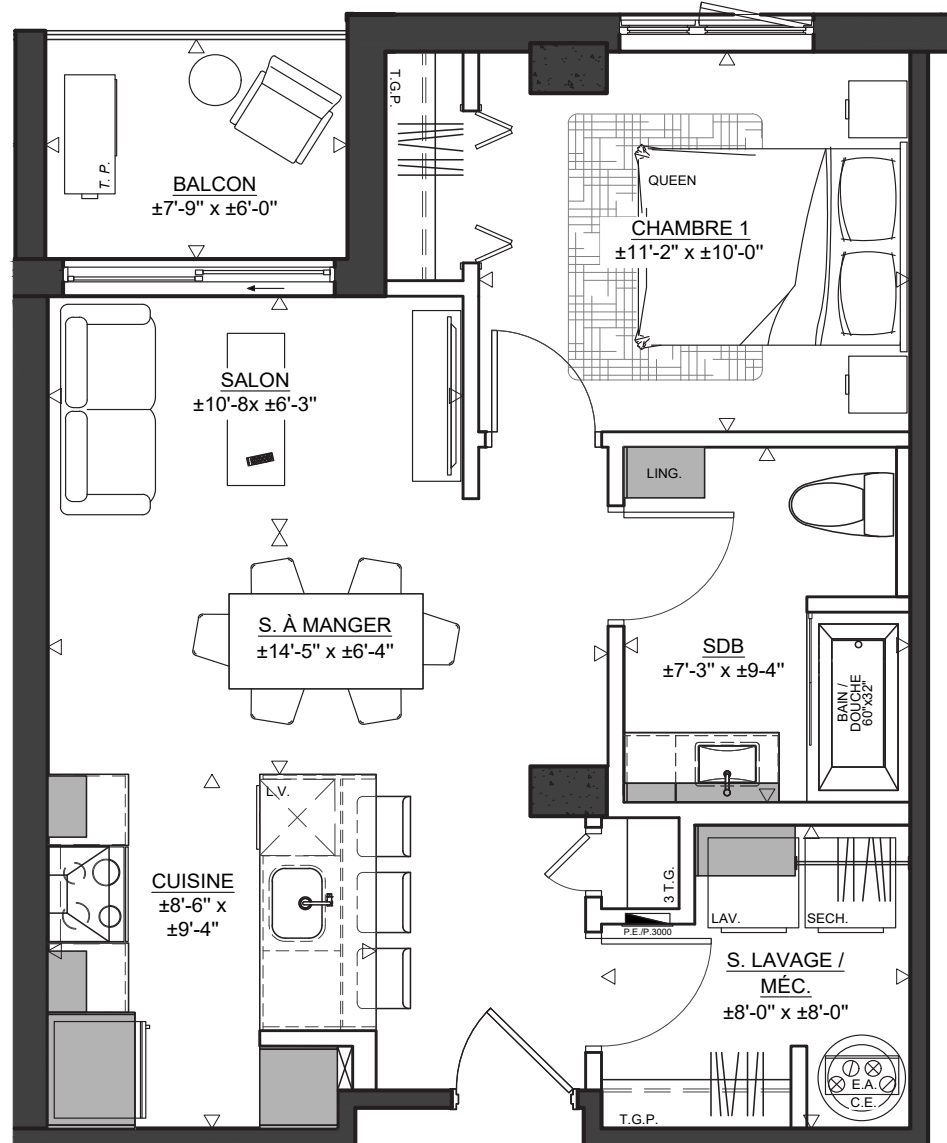 T.G.P.
T. P.
BALCON
±7'-9" x ±6'-0"
QUEEN
CHAMBRE 1
±11'-2" x ±10'-0"
SALON
±10'-8x ±6'-3"
LING.
S. À MANGER
±14'-5" x ±6'-4"
SDB
±7'-3" x ±9-4"
BAIN /
DOUCHE
60"x32"
L.V.
CUISINE
±8'-6" x
±9'-4"
3 T.G.
P.E./P.3000
LAV.
SECH.
S. LAVAGE /
MÉC.
±8'-0" x ±8'-0"
E.A.
C.E.
T.G.P.